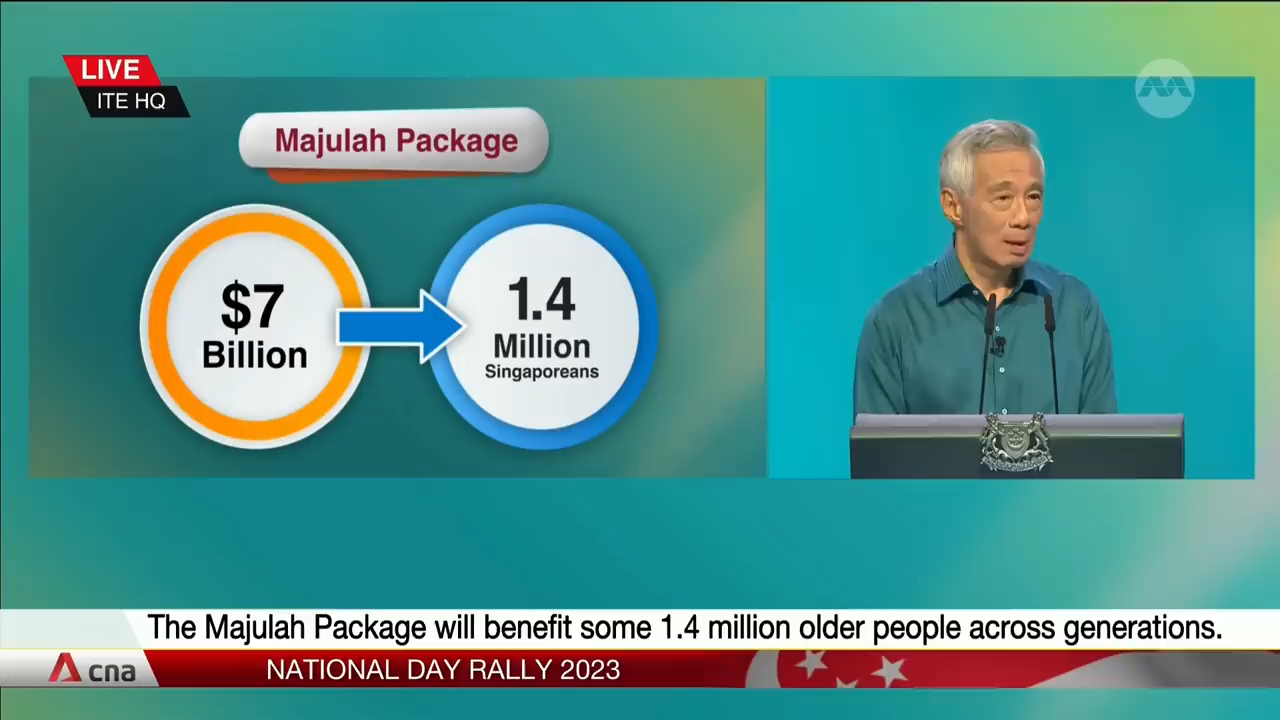 LIVE
ITE HQ
Majulah Package
$7
Billion
1.4
Million
Singaporeans
The Majulah Package will benefit some 1.4 million older people across generations.
cna
NATIONAL DAY RALLY 2023